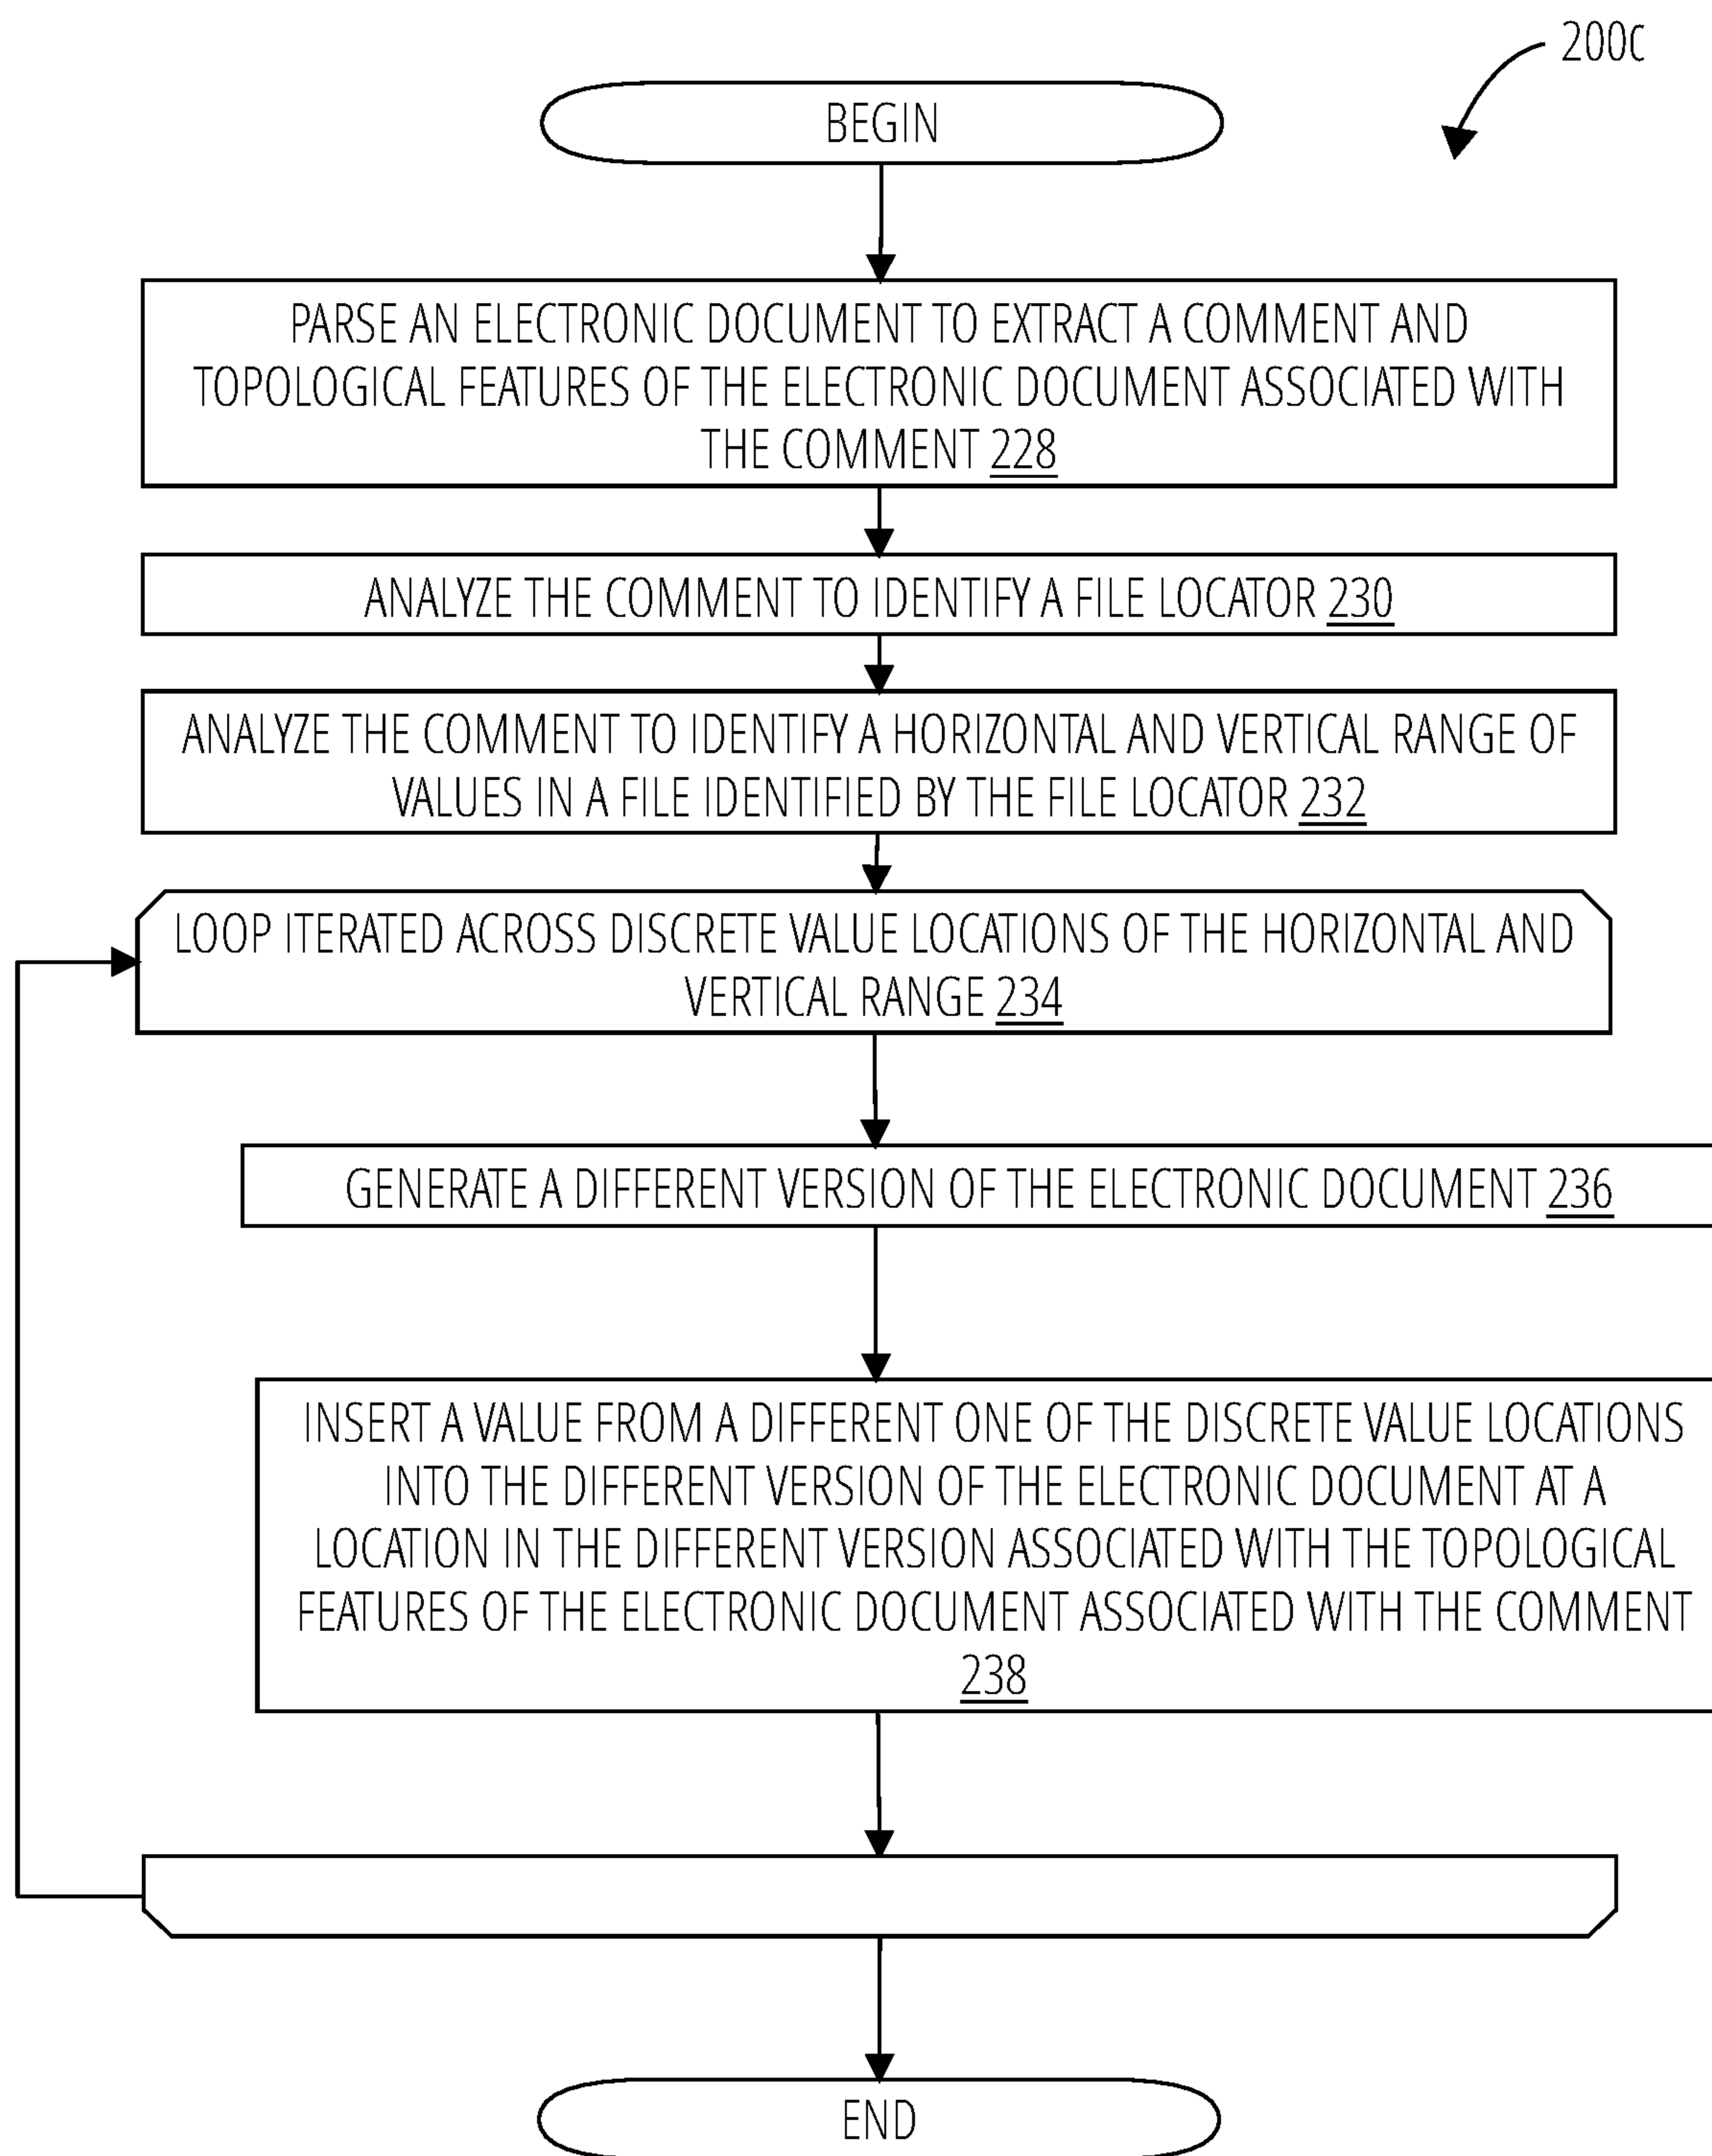 200C
BEGIN
PARSE AN ELECTRONIC DOCUMENT TO EXTRACT A COMMENT AND
TOPOLOGICAL FEATURES OF THE ELECTRONIC DOCUMENT ASSOCIATED WITH
THE COMMENT 228
ANALYZE THE COMMENT TO IDENTIFY A FILE LOCATOR 230
ANALYZE THE COMMENT TO IDENTIFY A HORIZONTAL AND VERTICAL RANGE OF
VALUES IN A FILE IDENTIFIED BY THE FILE LOCATOR 232
LOOP ITERATED ACROSS DISCRETE VALUE LOCATIONS OF THE HORIZONTAL AND
VERTICAL RANGE 234
GENERATE A DIFFERENT VERSION OF THE ELECTRONIC DOCUMENT 236
INSERT A VALUE FROM A DIFFERENT ONE OF THE DISCRETE VALUE LOCATIONS
INTO THE DIFFERENT VERSION OF THE ELECTRONIC DOCUMENT AT A
LOCATION IN THE DIFFERENT VERSION ASSOCIATED WITH THE TOPOLOGICAL
FEATURES OF THE ELECTRONIC DOCUMENT ASSOCIATED WITH THE COMMENT
238
END